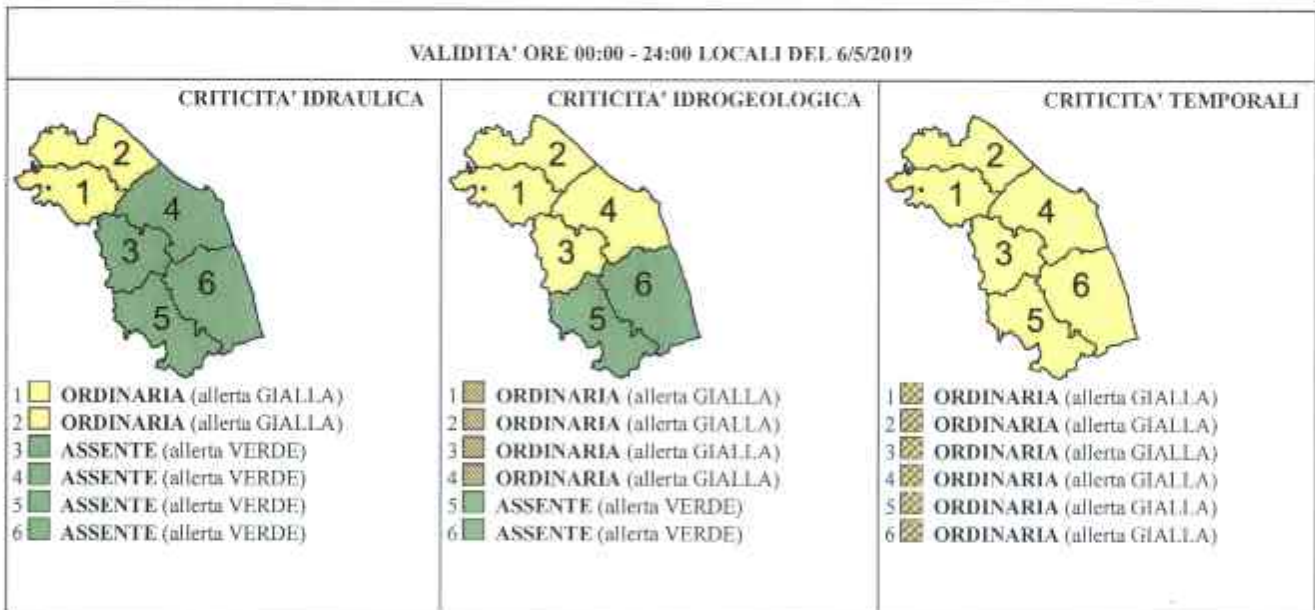 VALIDITA' ORE 00:00 - 24:00 LOCALI DEL 6/5/2019
CRITICITA' IDRAULICA
2
1
4
3
6
5
1 ORDINARIA (allerta GIALLA)
2 ORDINARIA (allerta GIALLA)
3 ASSENTE (allerta VERDE)
4 ASSENTE (allerta VERDE)
5 ASSENTE (allerta VERDE)
6 ASSENTE (allerta VERDE)
CRITICITA' IDROGEOLOGICA
2
1
4
3
6
5
1 ORDINARIA (allerta GIALLA)
2 ORDINARIA (allerta GIALLA)
3 ORDINARIA (allerta GIALLA)
4 ORDINARIA (allerta GIALLA)
5 ASSENTE (allerta VERDE)
6 ASSENTE (allerta VERDE)
CRITICITA' TEMPORALI
2
1
4
3
6
5
1 ORDINARIA (allerta GIALLA)
2 ORDINARIA (allerta GIALLA)
3 ORDINARIA (allerta GIALLA)
4 ORDINARIA (allerta GIALLA)
5 ORDINARIA (allerta GIALLA)
6 ORDINARIA (allerta GIALLA)